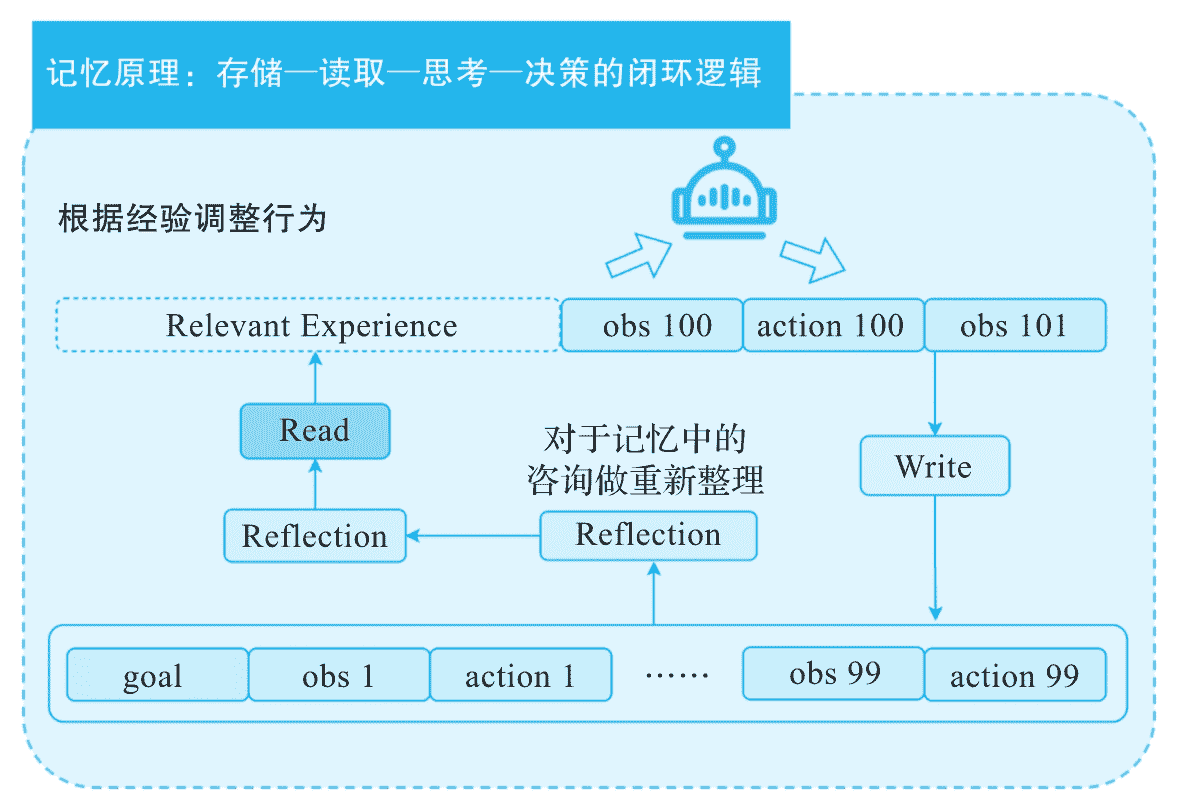 记忆原理：存储—读取—思考—决策的闭环逻辑
根据经验调整行为
Relevant Experience
obs 100
action 100
obs 101
Read
对于记忆中的
咨询做重新整理
Write
Reflection
Reflection
goal
obs 1
action 1
……
obs 99
action 99